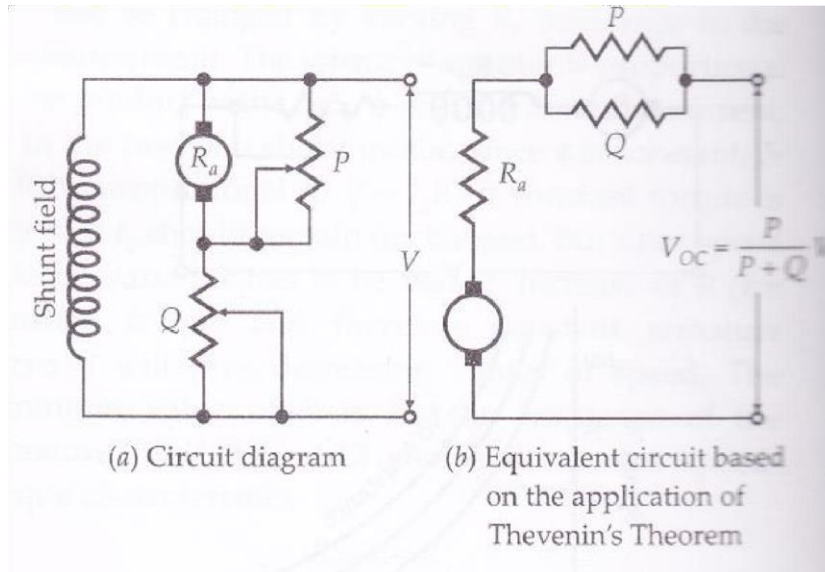 P
Q
R_a
P
Shunt field
Q
V
R_a
V_OC = P / P + Q
(a) Circuit diagram
(b) Equivalent circuit based
on the application of
Thevenin's Theorem